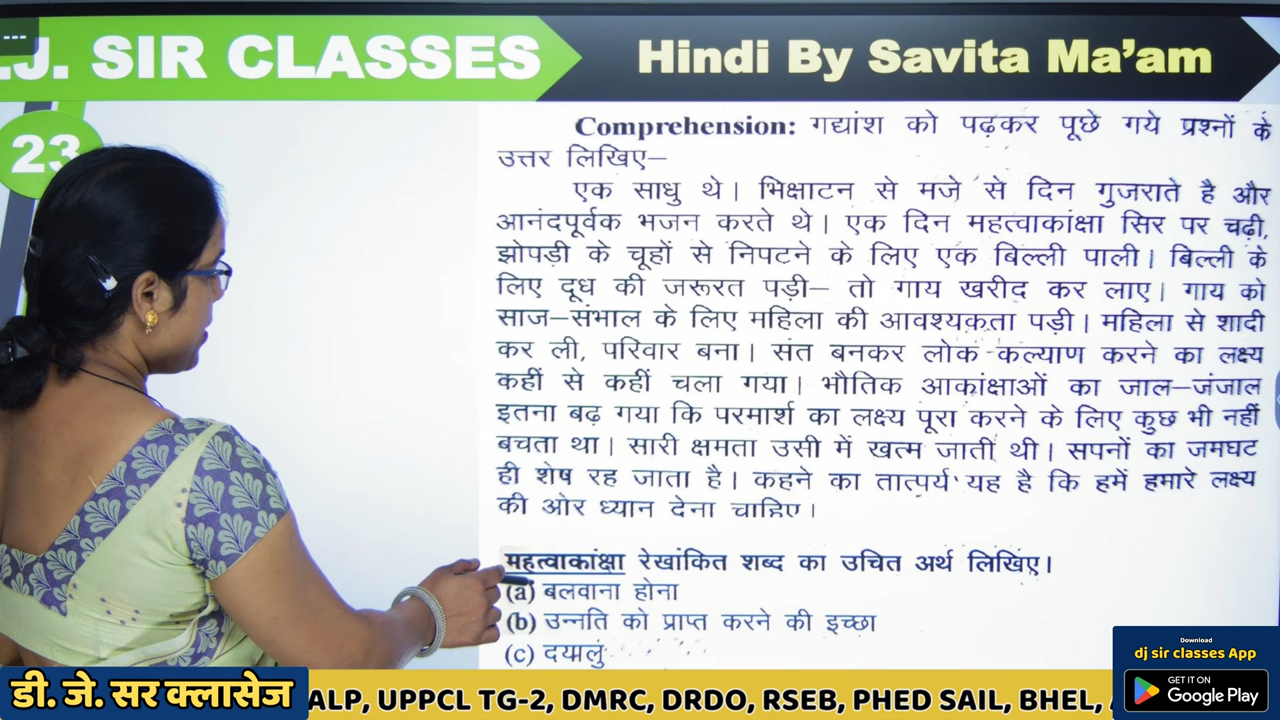 .J. SIR CLASSES
Hindi By Savita Ma’am
23
Comprehension: गद्यांश को पढ़कर पूछे गये प्रश्नों के
उत्तर लिखिए–
एक साधु थे। भिक्षाटन से मजे से दिन गुजराते है और
आनंदपूर्वक भजन करते थे। एक दिन महत्वाकांक्षा सिर पर चढ़ी,
झोपड़ी के चूहों से निपटने के लिए एक बिल्ली पाली। बिल्ली के
लिए दूध की जरूरत पड़ी– तो गाय खरीद कर लाए। गाय को
साज–संभाल के लिए महिला की आवश्यकता पड़ी। महिला से शादी
कर ली, परिवार बना। संत बनकर लोक-कल्याण करने का लक्ष्य
कहीं से कहीं चला गया। भौतिक आकांक्षाओं का जाल–जंजाल
इतना बढ़ गया कि परमार्श का लक्ष्य पूरा करने के लिए कुछ भी नहीं
बचता था। सारी क्षमता उसी में खत्म जाती थी। सपनों का जमघट
ही शेष रह जाता है। कहने का तात्पर्य यह है कि हमें हमारे लक्ष्य
की ओर ध्यान देना चाहिए।
महत्वाकांक्षा रेखांकित शब्द का उचित अर्थ लिखिए।
(a) बलवाना होना
(b) उन्नति को प्राप्त करने की इच्छा
(c) दयालु
डी. जे. सर क्लासेज
ALP, UPPCL TG-2, DMRC, DRDO, RSEB, PHED SAIL, BHEL,
Download
dj sir classes App
GET IT ON
Google Play